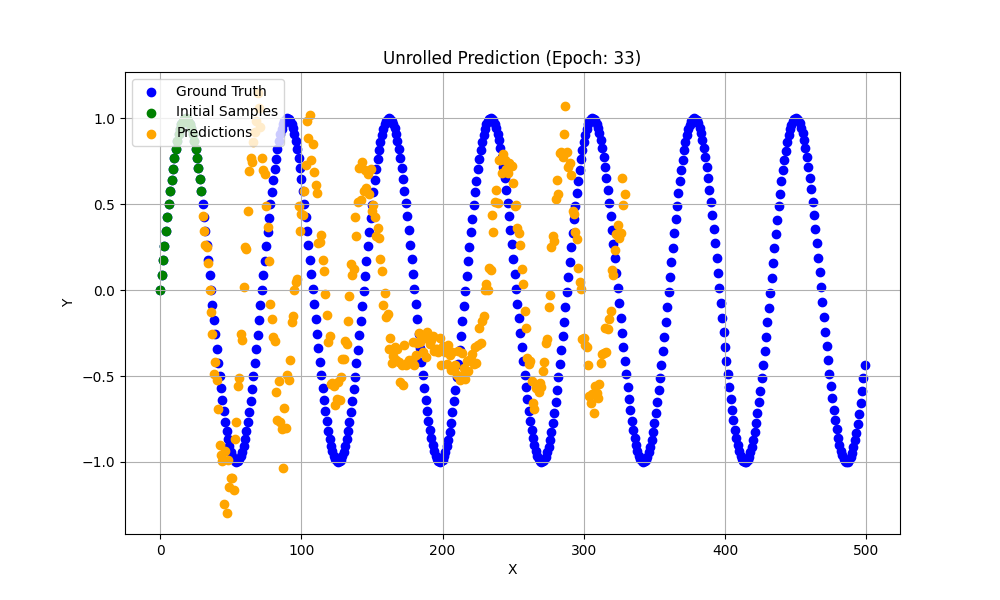 Unrolled Prediction (Epoch: 33)
Ground Truth
Initial Samples
Predictions
1.0
0.5
0.0
−0.5
−1.0
Y
0 100 200 300 400 500
X